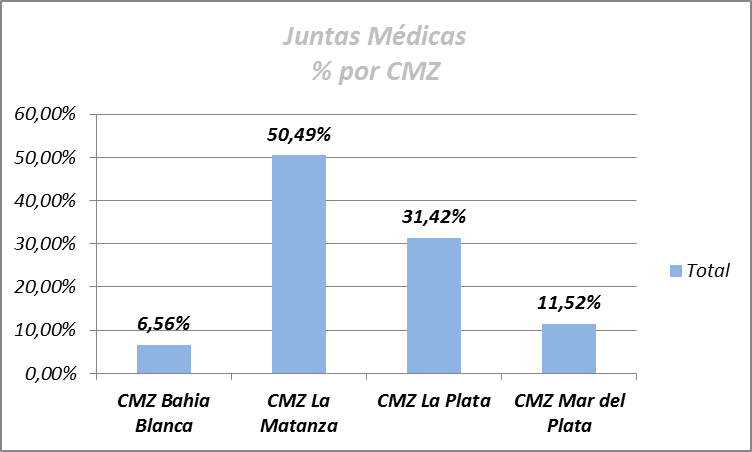 Juntas Médicas
% por CMZ
60,00%
50,00%
40,00%
30,00%
20,00%
10,00%
0,00%
6,56%
50,49%
31,42%
11,52%
CMZ Bahia
Blanca
CMZ La
Matanza
CMZ La Plata
CMZ Mar del
Plata
Total